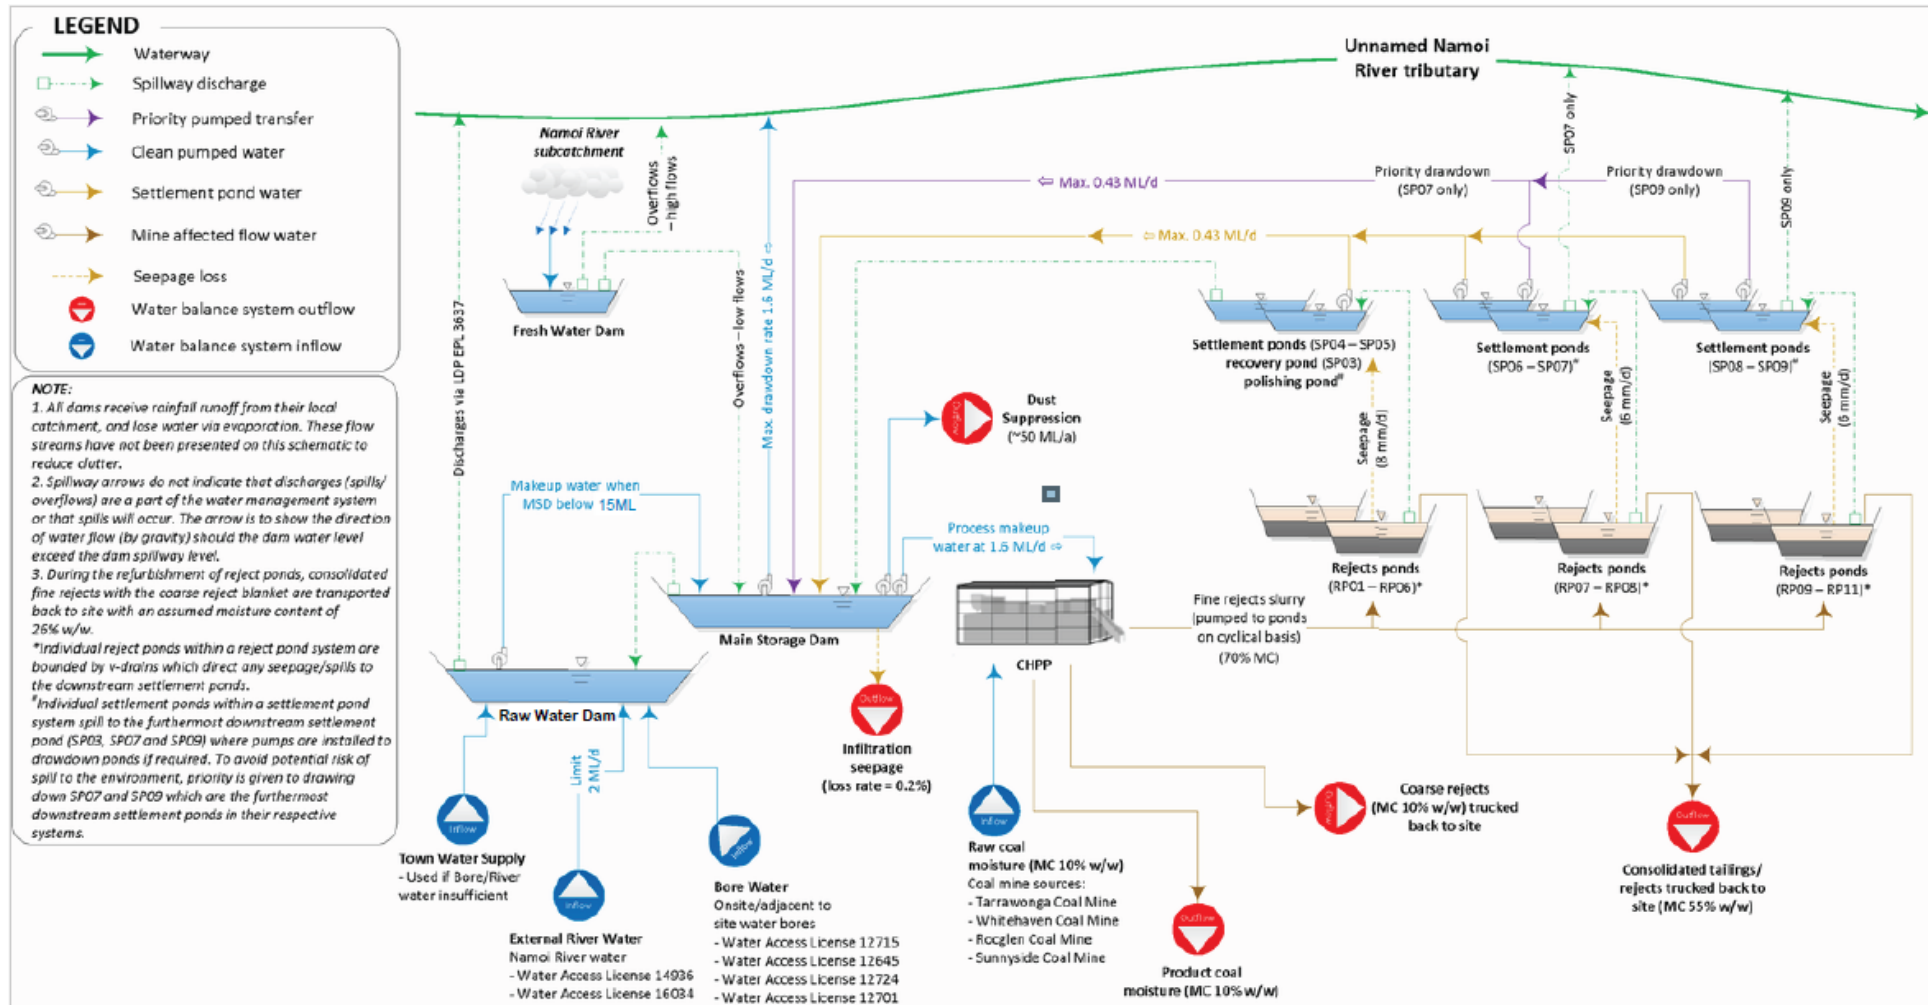 LEGEND
Waterway
Spillway discharge
Priority pumped transfer
Clean pumped water
Settlement pond water
Mine affected flow water
Seepage loss
Water balance system outflow
Water balance system inflow
NOTE:
1. All dams receive rainfall runoff from their local
catchment, and lose water via evaporation. These flow
streams have not been presented on this schematic to
reduce clutter.
2. Spillway arrows do not indicate that discharges (spills/
overflows) are a part of the water management system
or that spills will occur. The arrow is to show the direction
of water flow (by gravity) should the dam water level
exceed the dam spillway level.
3. During the refurbishment of reject ponds, consolidated
fine rejects with the coarse reject blanket are transported
back to site with an assumed moisture content of
26% w/w.
*Individual reject ponds within a reject pond system are
bounded by v-drains which direct any seepage/spills to
the downstream settlement ponds.
#Individual settlement ponds within a settlement pond
system spill to the furthermost downstream settlement
pond (SP03, SP07 and SP09) where pumps are installed to
drawdown ponds if required. To avoid potential risk of
spill to the environment, priority is given to drawing
down SP07 and SP09 which are the furthermost
downstream settlement ponds in their respective
systems.
Unnamed Namoi
River tributary
Namoi River
subcatchment
Overflows
– high flows
Fresh Water Dam
Discharges via LDP EPL 3637
Overflows – low flows
Max. drawdown rate 1.6 ML/d ⇨
⇦ Max. 0.43 ML/d
Priority drawdown
(SP07 only)
Priority drawdown
(SP09 only)
SP07 only
SP09 only
⇦ Max. 0.43 ML/d
Settlement ponds (SP04 – SP05)
recovery pond (SP03)
polishing pond#
Settlement ponds
(SP06 – SP07)#
Settlement ponds
(SP08 – SP09)#
Seepage
(8 mm/d)
Seepage
(6 mm/d)
Seepage
(6 mm/d)
Outflow
Dust
Suppression
(~50 ML/a)
Makeup water when
MSD below 15ML
Process makeup
water at 1.6 ML/d ⇨
Rejects ponds
(RP01 – RP06)*
Rejects ponds
(RP07 – RP08)*
Rejects ponds
(RP09 – RP11)*
Main Storage Dam
CHPP
Fine rejects slurry
(pumped to ponds
on cyclical basis)
(70% MC)
Raw Water Dam
Outflow
Infiltration
seepage
(loss rate = 0.2%)
Limit
2 ML/d
Inflow
Town Water Supply
- Used if Bore/River
water insufficient
Inflow
External River Water
Namoi River water
- Water Access License 14936
- Water Access License 16034
Inflow
Bore Water
Onsite/adjacent to
site water bores
- Water Access License 12715
- Water Access License 12645
- Water Access License 12724
- Water Access License 12701
Inflow
Raw coal
moisture (MC 10% w/w)
Coal mine sources:
- Tarrawonga Coal Mine
- Whitehaven Coal Mine
- Rocglen Coal Mine
- Sunnyside Coal Mine
Outflow
Product coal
moisture (MC 10% w/w)
Outflow
Coarse rejects
(MC 10% w/w) trucked
back to site
Outflow
Consolidated tailings/
rejects trucked back to
site (MC 55% w/w)